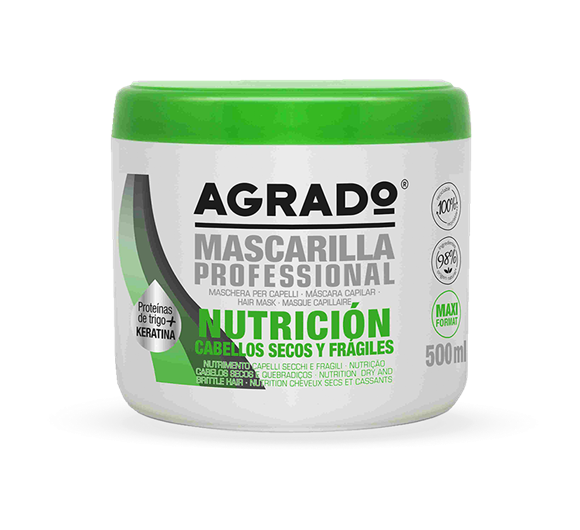 AGRADO®
MASCARILLA
PROFESSIONAL
MASCHERA PER CAPELLI · MÁSCARA CAPILAR ·
HAIR MASK · MASQUE CAPILLAIRE
NUTRICIÓN
CABELLOS SECOS Y FRÁGILES
NUTRIMENTO CAPELLI SECCHI E FRAGILI · NUTRIÇÃO
CABELOS SECOS E QUEBRADIÇOS · NUTRITION DRY AND
BRITTLE HAIR · NUTRITION CHEVEUX SECS ET CASSANTS
Proteínas
de trigo+
KERATINA
100%
98%
MAXI
FORMAT
500ml